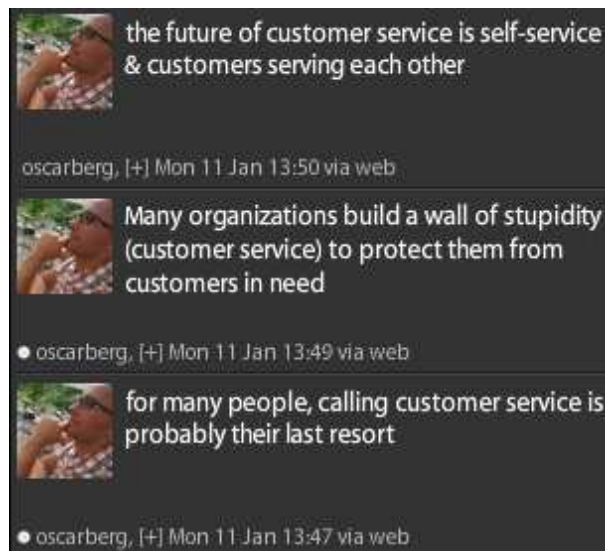 the future of customer service is self-service
& customers serving each other
oscarberg, [+] Mon 11 Jan 13:50 via web
Many organizations build a wall of stupidity
(customer service) to protect them from
customers in need
oscarberg, [+] Mon 11 Jan 13:49 via web
for many people, calling customer service is
probably their last resort
oscarberg, [+] Mon 11 Jan 13:47 via web